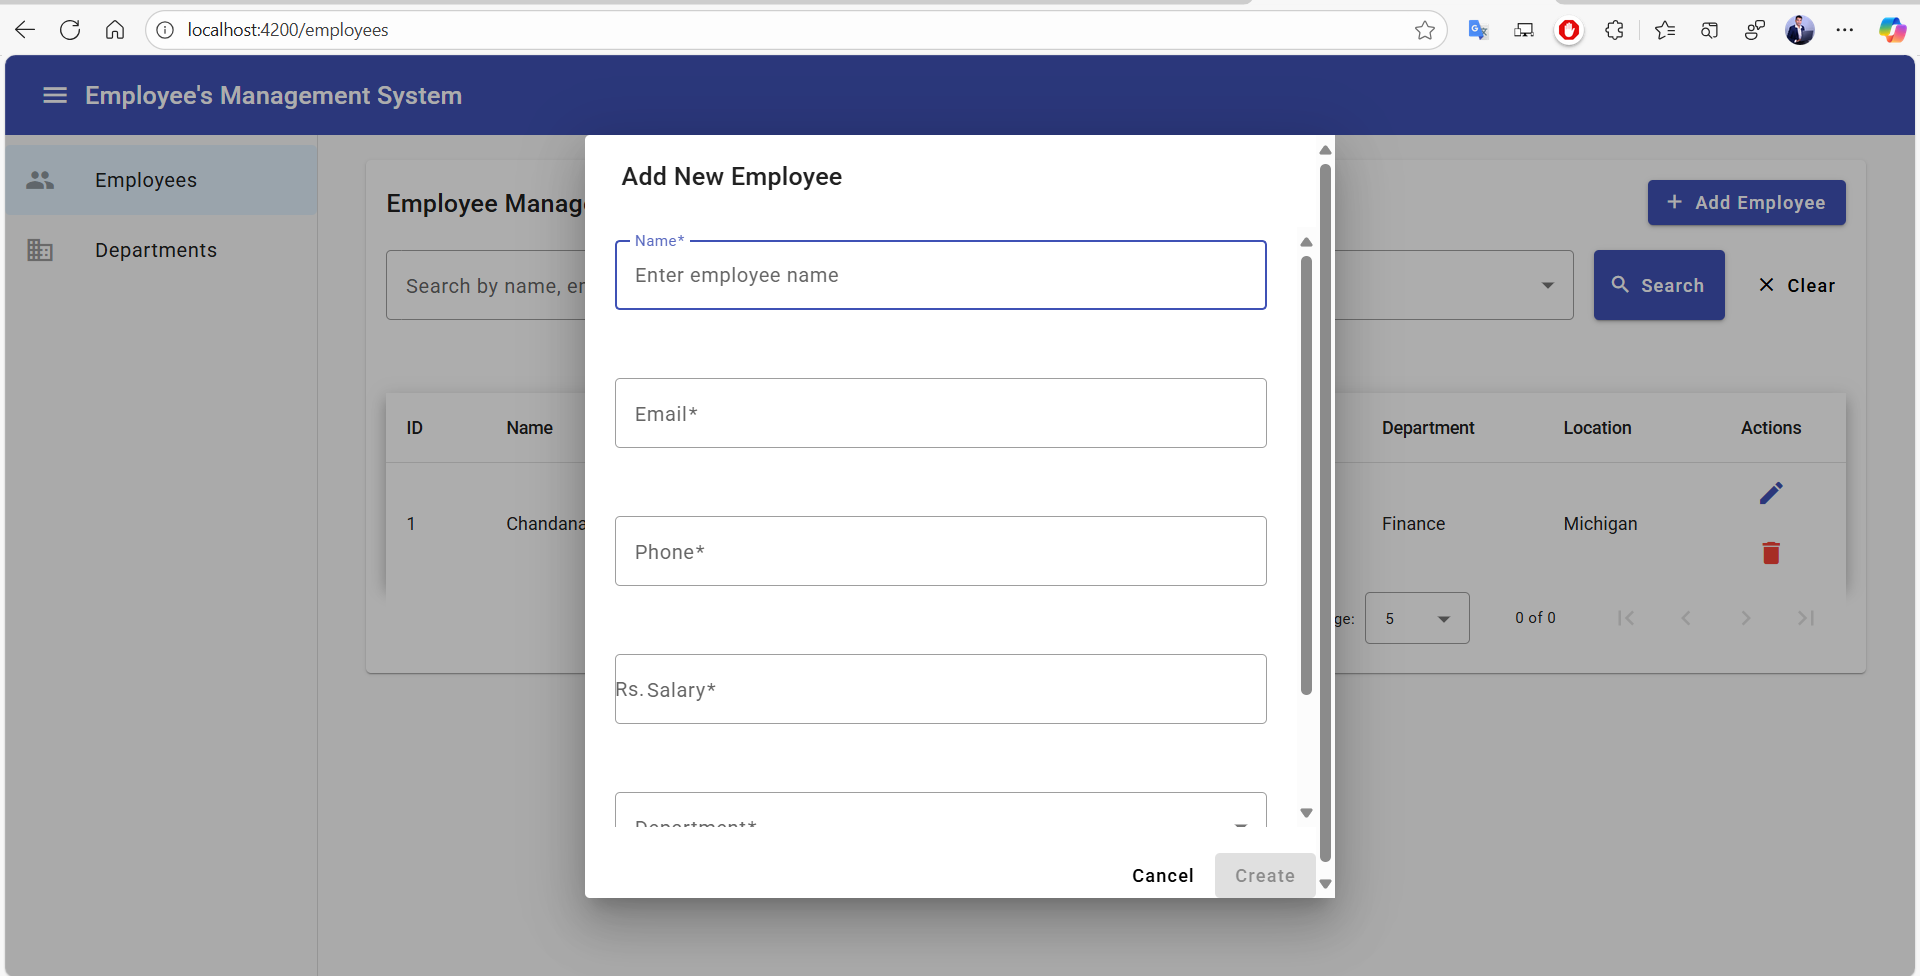 localhost:4200/employees
Employee's Management System
Employees
Departments
Employee Manag
Add Employee
Search by name, e
Search
Clear
ID Name Department Location Actions
1 Chandana Finance Michigan
ge: 5 0 of 0
Add New Employee
Name*
Enter employee name
Email*
Phone*
Rs. Salary*
Department*
Cancel
Create